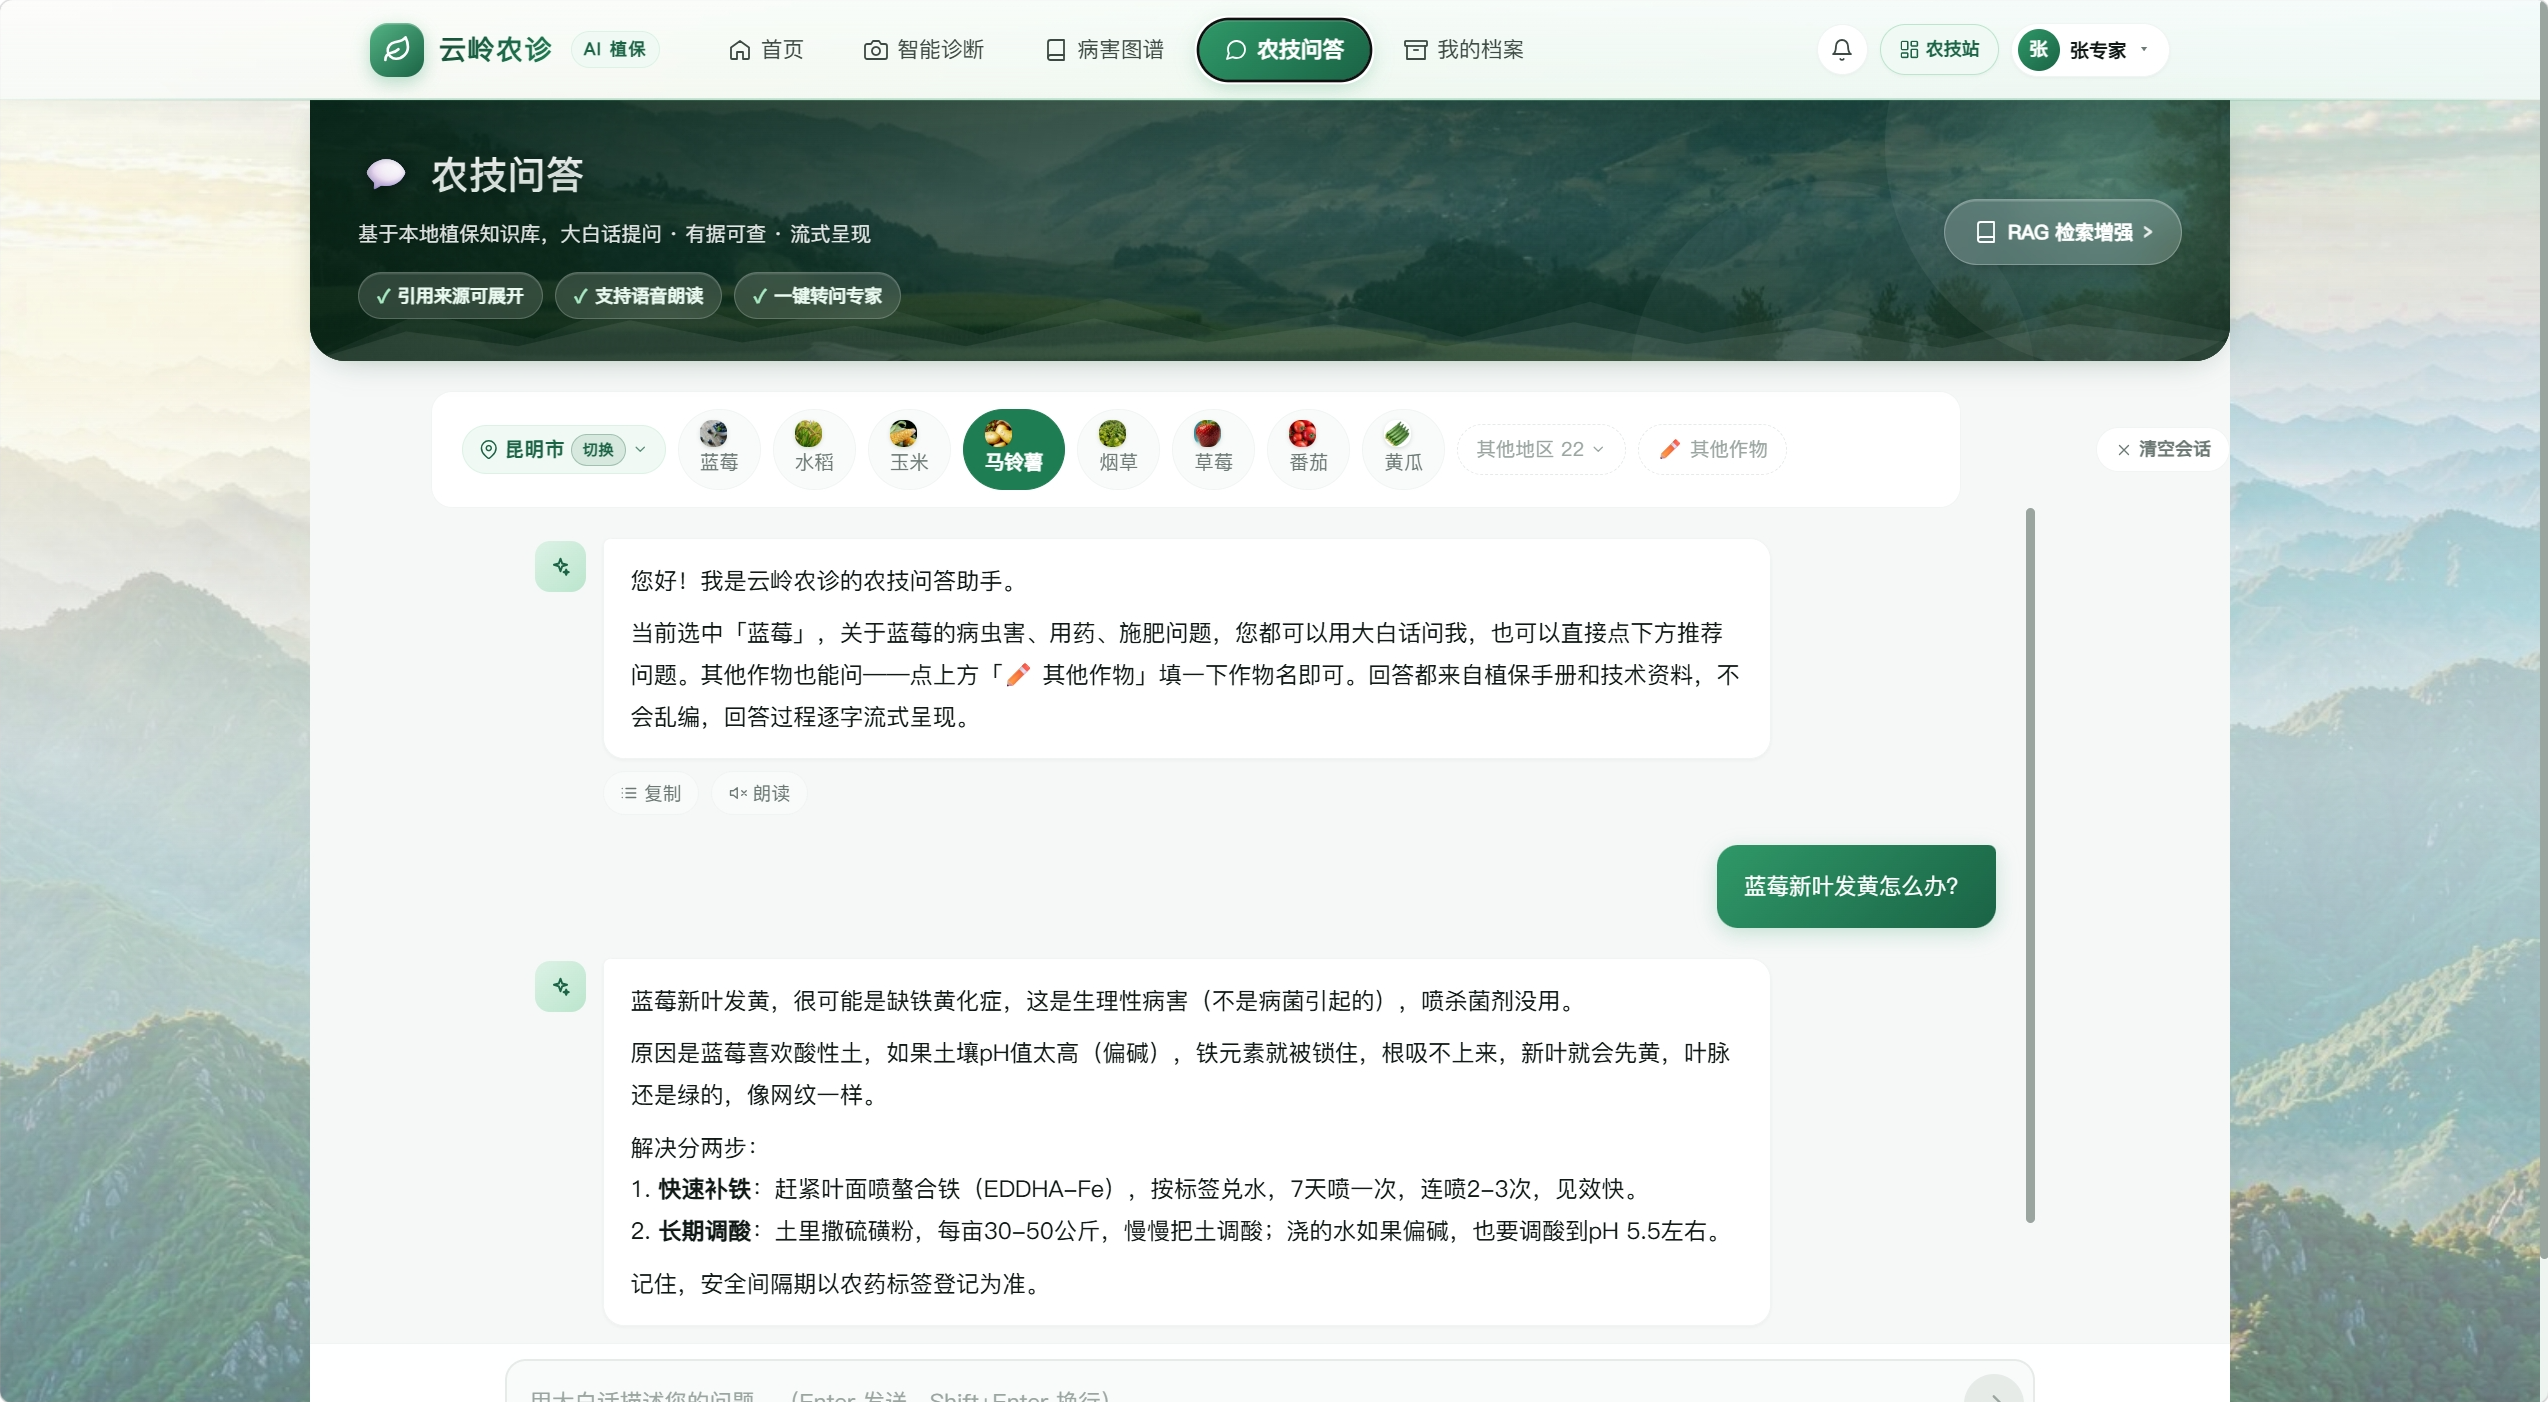 云岭农诊
AI 植保
首页
智能诊断
病害图谱
农技问答
我的档案
农技站
张
张专家
农技问答
基于本地植保知识库，大白话提问 · 有据可查 · 流式呈现
RAG 检索增强 >
✓ 引用来源可展开
✓ 支持语音朗读
✓ 一键转问专家
昆明市
切换
蓝莓
水稻
玉米
马铃薯
烟草
草莓
番茄
黄瓜
其他地区 22
其他作物
清空会话
您好！我是云岭农诊的农技问答助手。
当前选中「蓝莓」，关于蓝莓的病虫害、用药、施肥问题，您都可以用大白话问我，也可以直接点下方推荐
问题。其他作物也能问——点上方「✏️ 其他作物」填一下作物名即可。回答都来自植保手册和技术资料，不
会乱编，回答过程逐字流式呈现。
复制
朗读
蓝莓新叶发黄怎么办?
蓝莓新叶发黄，很可能是缺铁黄化症，这是生理性病害（不是病菌引起的），喷杀菌剂没用。
原因是蓝莓喜欢酸性土，如果土壤pH值太高（偏碱），铁元素就被锁住，根吸不上来，新叶就会先黄，叶脉
还是绿的，像网纹一样。
解决分两步：
1. 快速补铁：赶紧叶面喷螯合铁（EDDHA-Fe），按标签兑水，7天喷一次，连喷2-3次，见效快。
2. 长期调酸：土里撒硫磺粉，每亩30-50公斤，慢慢把土调酸；浇的水如果偏碱，也要调酸到pH 5.5左右。
记住，安全间隔期以农药标签登记为准。
用大白话描述您的问题…（Enter 发送，Shift+Enter 换行）